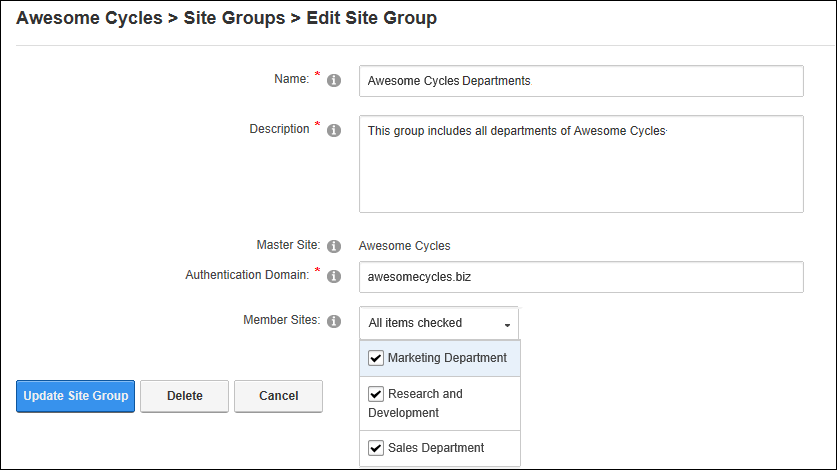 Awesome Cycles > Site Groups > Edit Site Group
Name: *
Awesome Cycles Departments
Description *
This group includes all departments of Awesome Cycles
Master Site:
Awesome Cycles
Authentication Domain: *
awesomecycles.biz
Member Sites:
All items checked
Marketing Department
Research and
Development
Sales Department
Update Site Group
Delete
Cancel